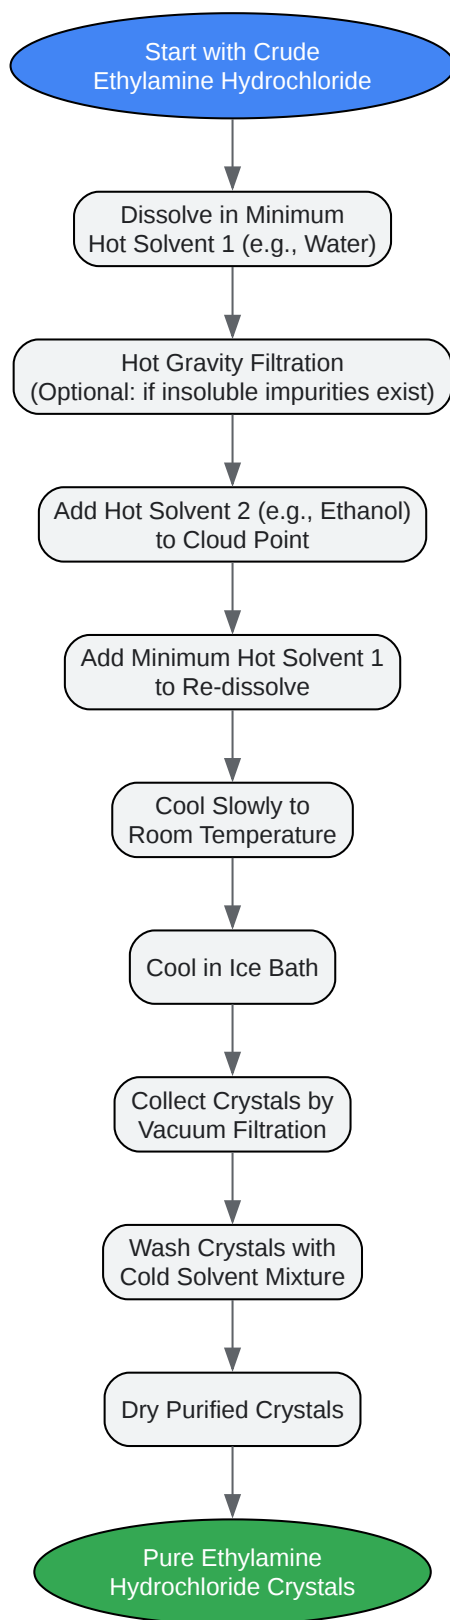 Start with Crude
Ethylamine Hydrochloride
Dissolve in Minimum
Hot Solvent 1 (e.g., Water)
Hot Gravity Filtration
(Optional: if insoluble impurities exist)
Add Hot Solvent 2 (e.g., Ethanol)
to Cloud Point
Add Minimum Hot Solvent 1
to Re-dissolve
Cool Slowly to
Room Temperature
Cool in Ice Bath
Collect Crystals by
Vacuum Filtration
Wash Crystals with
Cold Solvent Mixture
Dry Purified Crystals
Pure Ethylamine
Hydrochloride Crystals